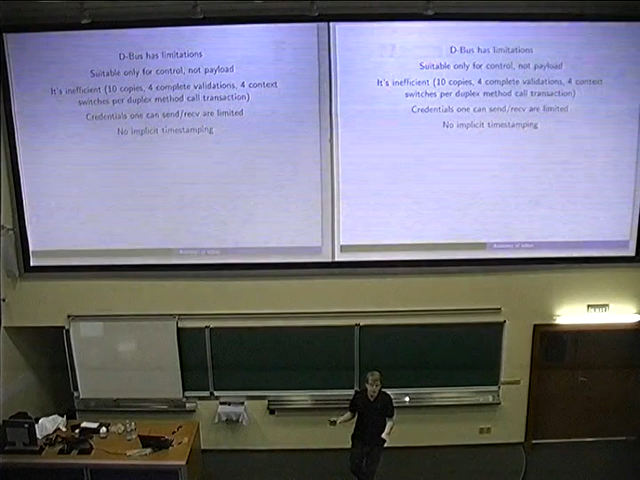 D-Bus has limitations
Suitable only for control, not payload
It's inefficient (10 copies, 4 complete validations, 4 context
switches per duplex method call transaction)
Credentials one can send/recv are limited
No implicit timestamping
D-Bus has limitations
Suitable only for control, not payload
It's inefficient (10 copies, 4 complete validations, 4 context
switches per duplex method call transaction)
Credentials one can send/recv are limited
No implicit timestamping